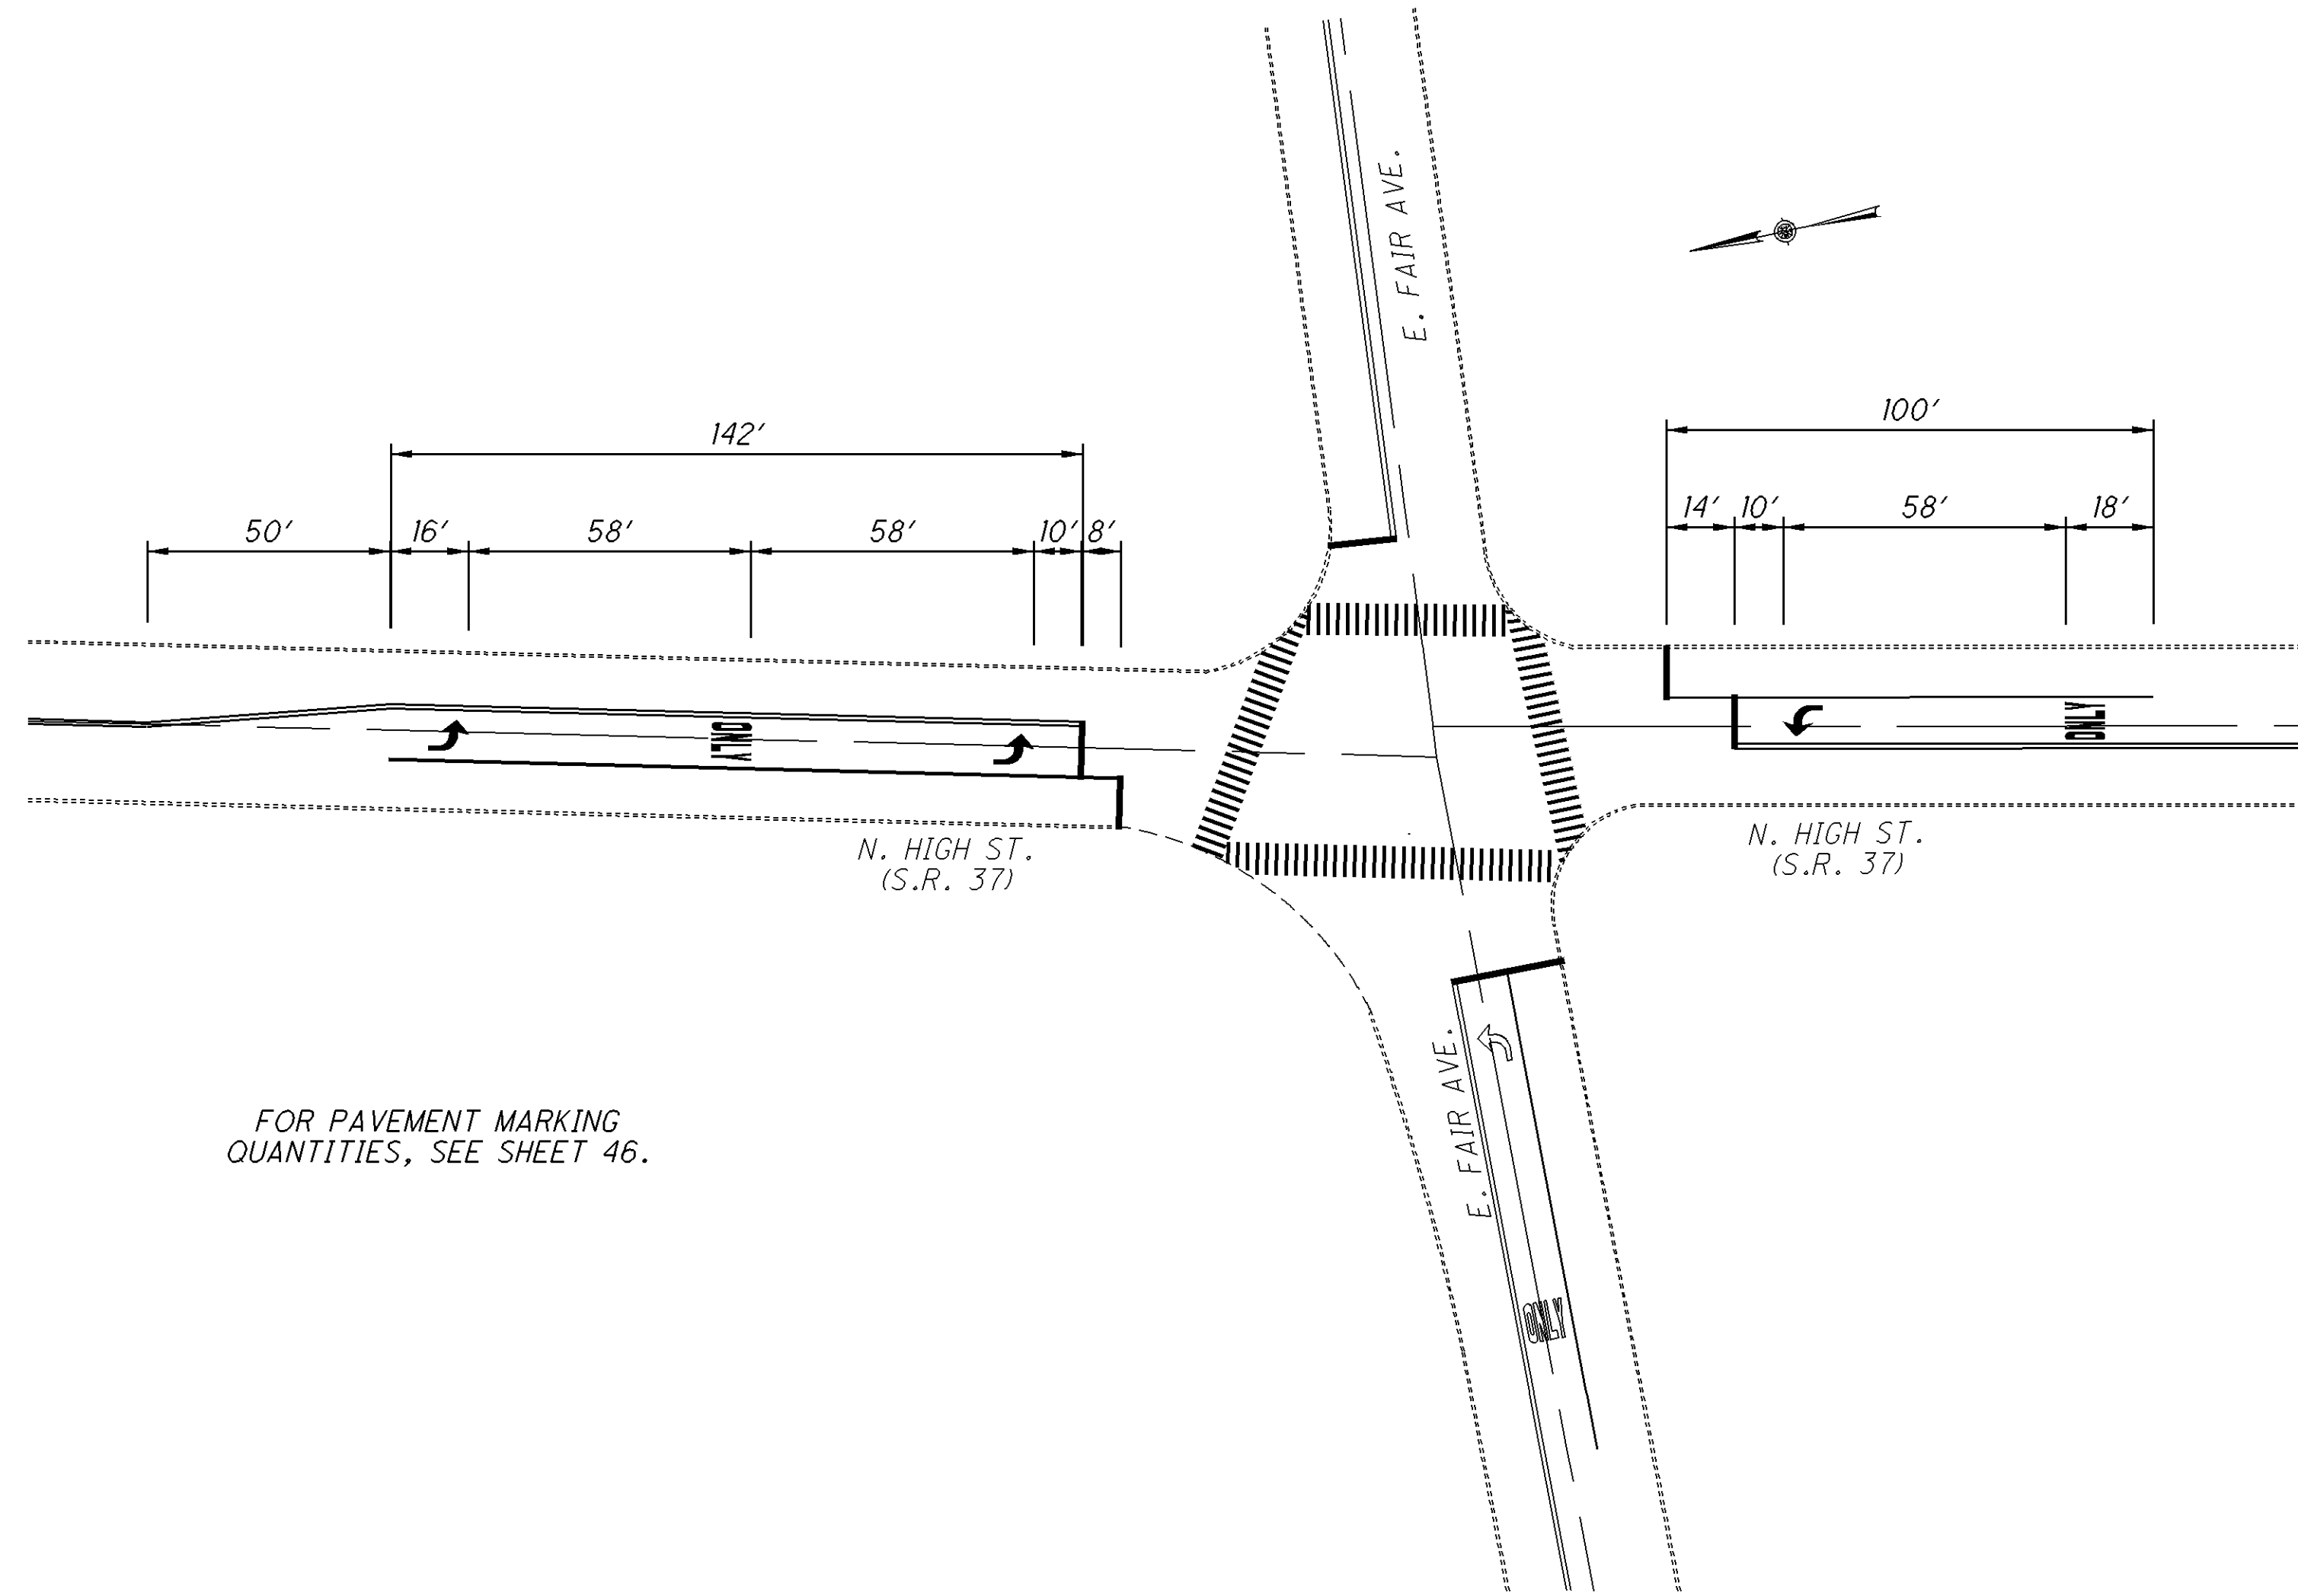 E. FAIR AVE.
142'
100'
50'
16'
58'
58'
10'
8'
14'
10'
58'
18'
ONLY
ONLY
N. HIGH ST.
(S.R. 37)
N. HIGH ST.
(S.R. 37)
E. FAIR AVE.
ONLY
FOR PAVEMENT MARKING
QUANTITIES, SEE SHEET 46.